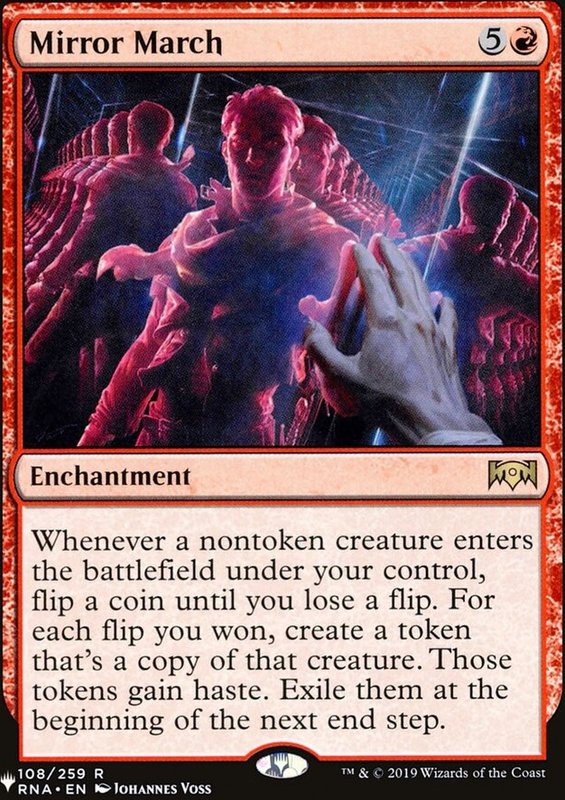 Mirror March 5
Enchantment
Whenever a nontoken creature enters
the battlefield under your control,
flip a coin until you lose a flip. For
each flip you won, create a token
that's a copy of that creature. Those
tokens gain haste. Exile them at the
beginning of the next end step.
108/259 R
RNA • EN Johannes Voss
™ & © 2019 Wizards of the Coast